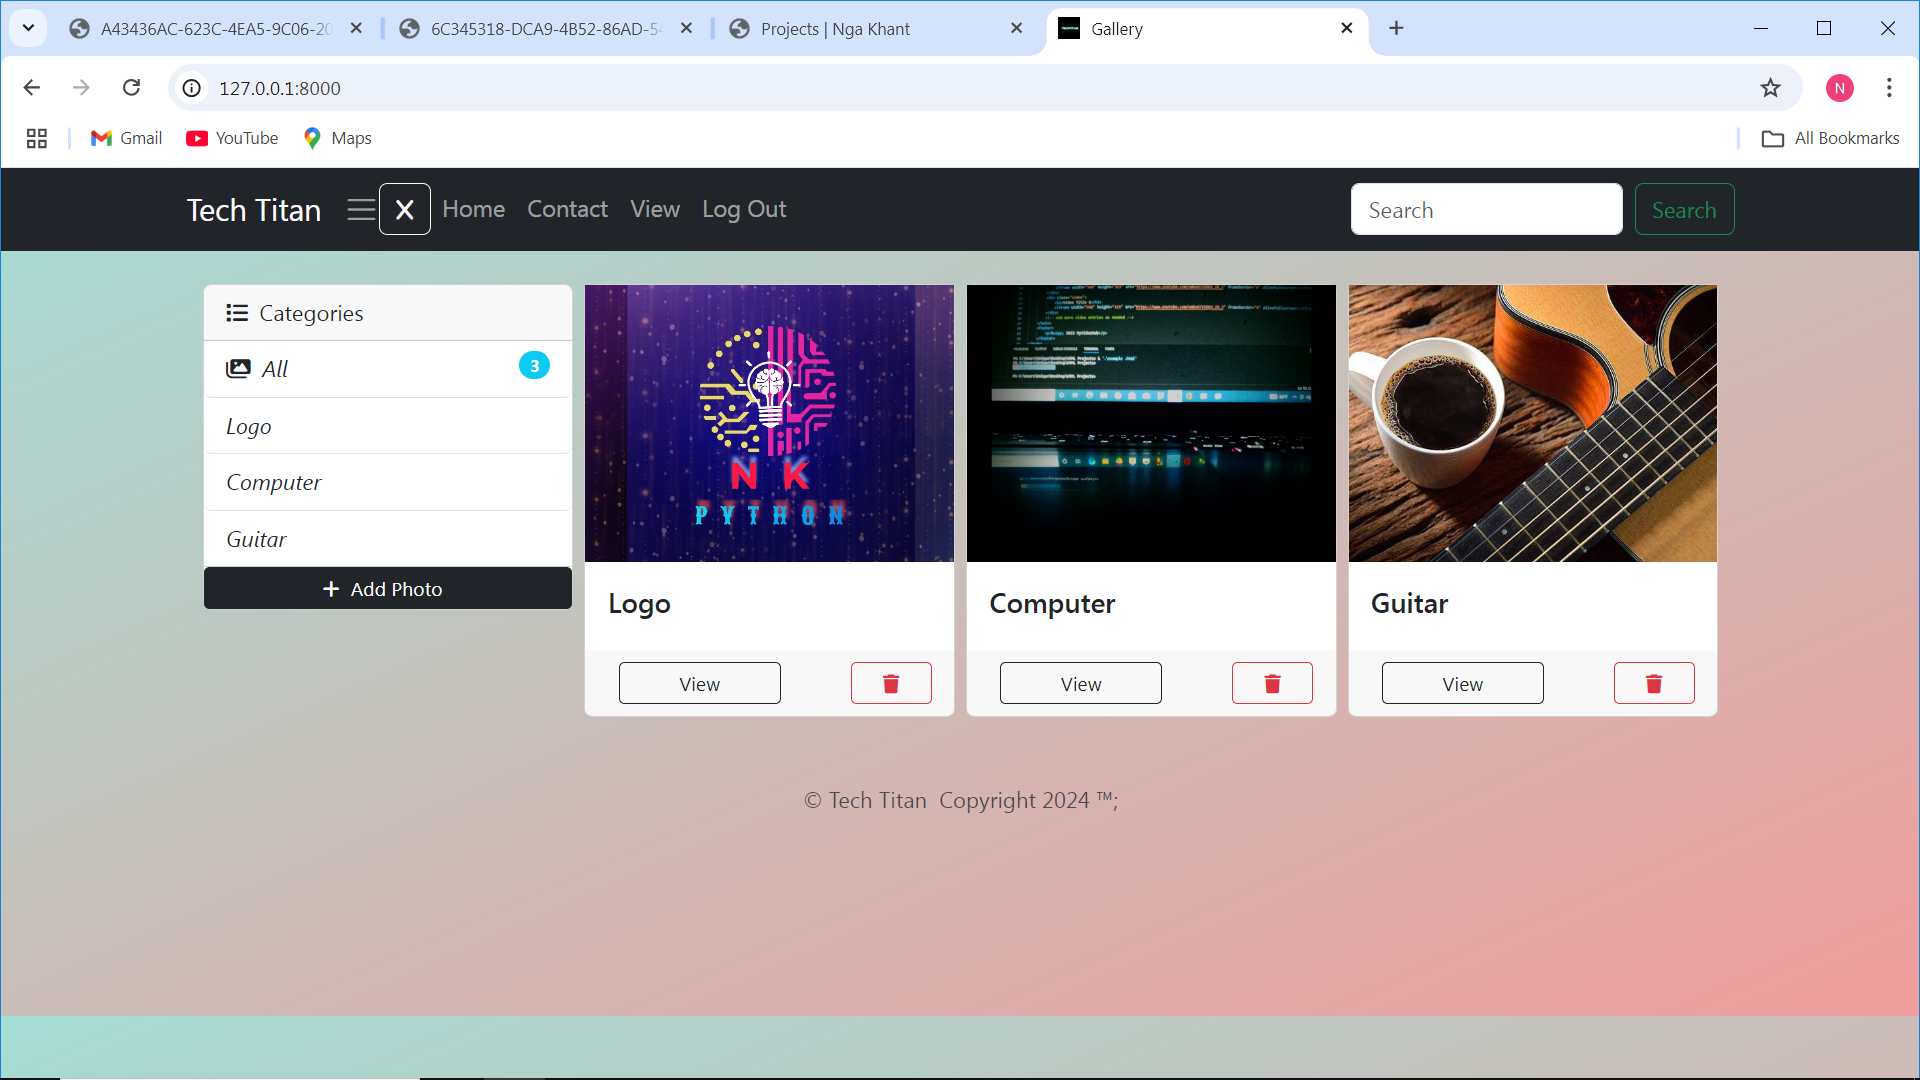 A43436AC-623C-4EA5-9C06-20
6C345318-DCA9-4B52-86AD-54
Projects | Nga Khant
Gallery
127.0.0.1:8000
N
Gmail
YouTube
Maps
All Bookmarks
Tech Titan
X
Home
Contact
View
Log Out
Search
Search
Categories
All
3
Logo
Computer
Guitar
+ Add Photo
N K
PYTHON
Logo
View
Computer
View
Guitar
View
© Tech Titan Copyright 2024 ™;